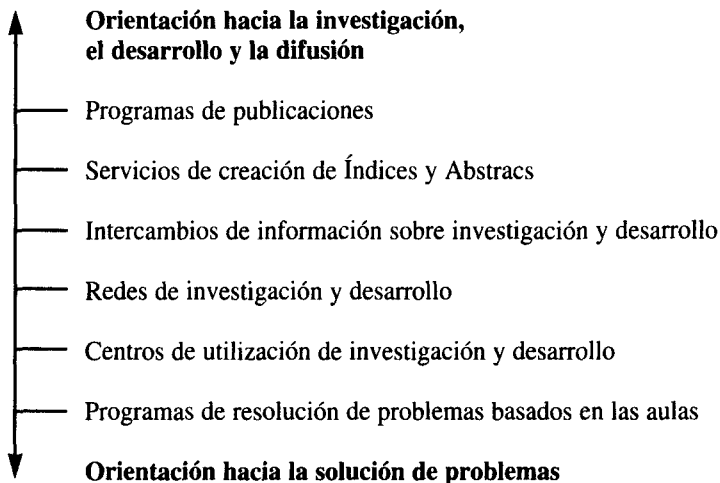 Orientación hacia la investigación,
el desarrollo y la difusión
Programas de publicaciones
Servicios de creación de Índices y Abstracs
Intercambios de información sobre investigación y desarrollo
Redes de investigación y desarrollo
Centros de utilización de investigación y desarrollo
Programas de resolución de problemas basados en las aulas
Orientación hacia la solución de problemas